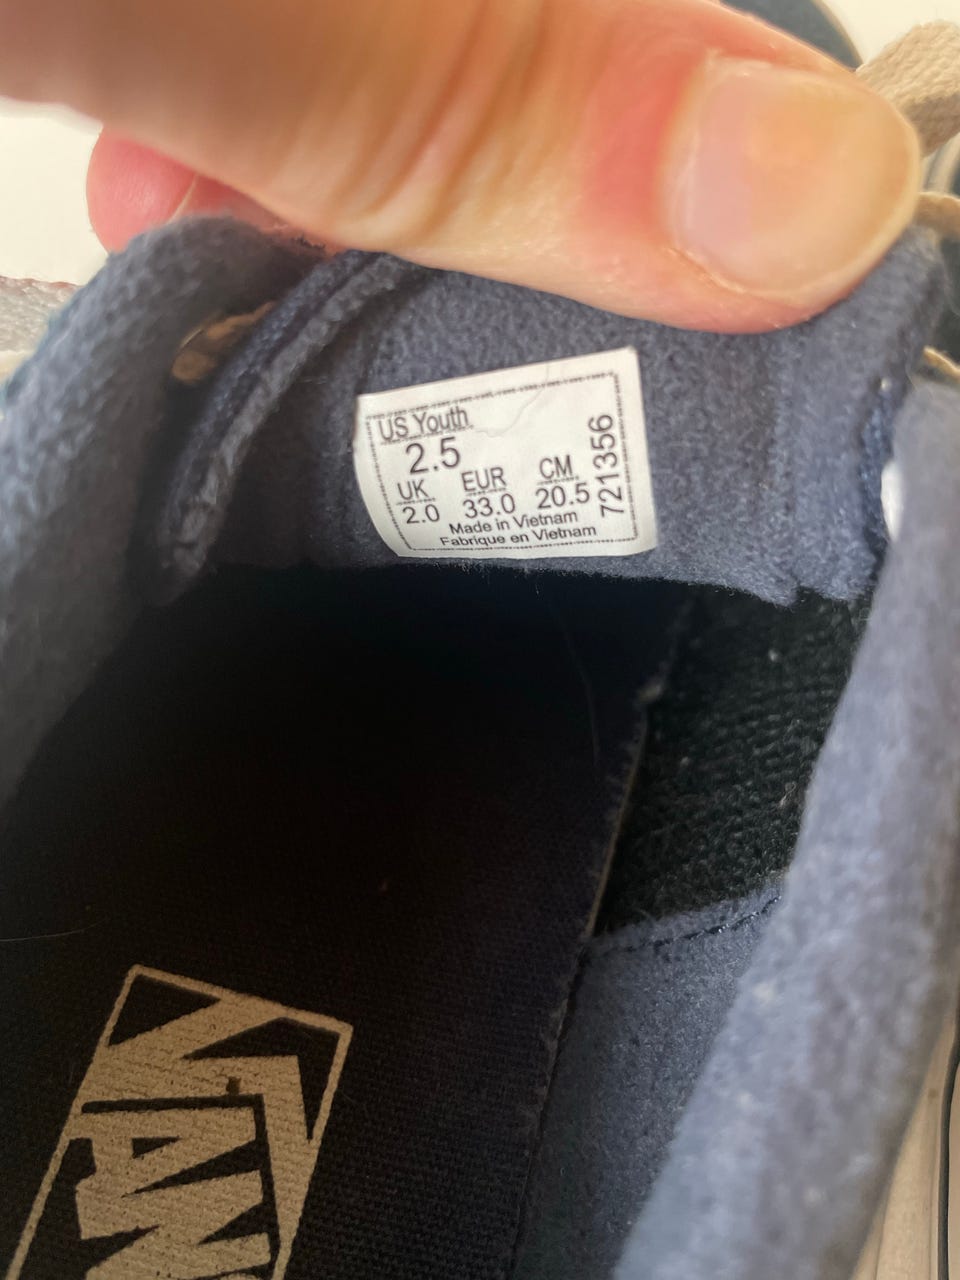 US Youth
2.5
UK EUR CM
2.0 33.0 20.5
Made in Vietnam
Fabrique en Vietnam
721356
VANS